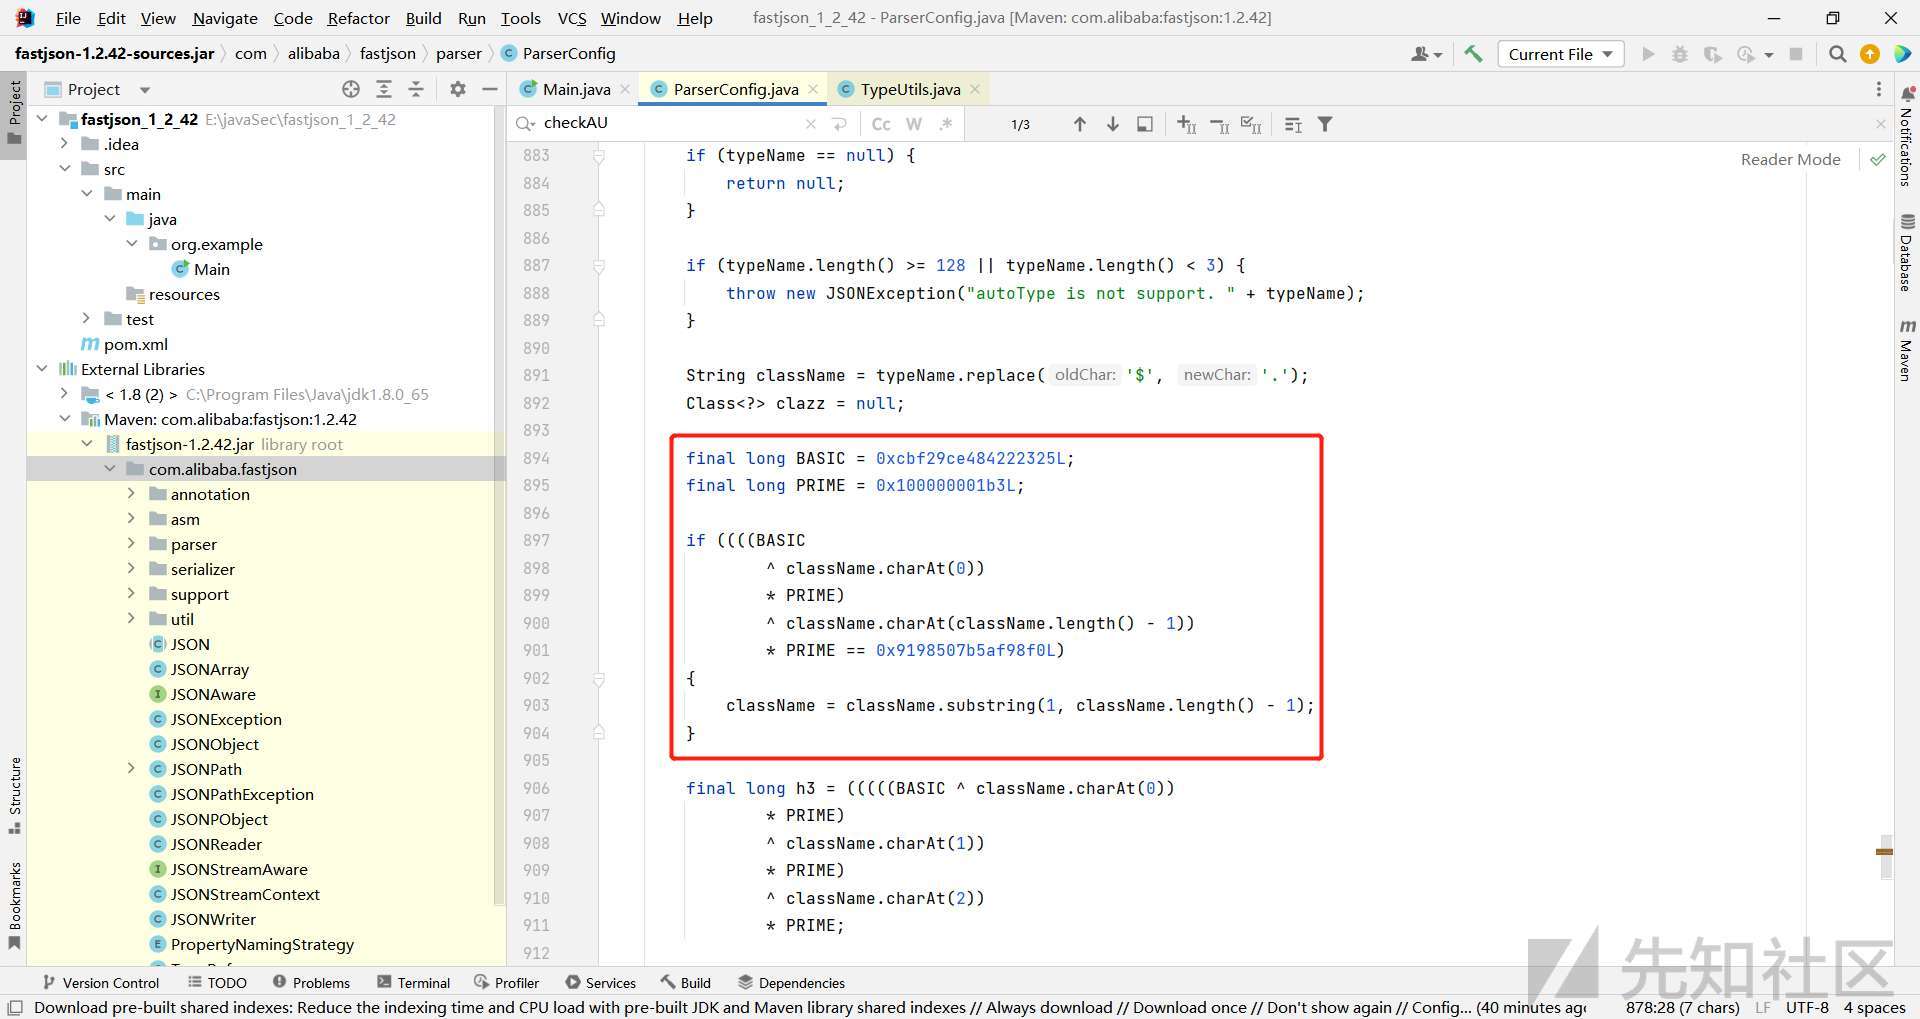 File Edit View Navigate Code Refactor Build Run Tools VCS Window Help fastjson_1_2_42 - ParserConfig.java [Maven: com.alibaba:fastjson:1.2.42]
fastjson-1.2.42-sources.jar com alibaba fastjson parser ParserConfig Current File
Project
Main.java ParserConfig.java TypeUtils.java
checkAU Cc W .* 1/3
Reader Mode
Project
Structure
Bookmarks
fastjson_1_2_42 E:\javaSec\fastjson_1_2_42
.idea
src
main
java
org.example
Main
resources
test
pom.xml
External Libraries
< 1.8 (2) > C:\Program Files\Java\jdk1.8.0_65
Maven: com.alibaba:fastjson:1.2.42
fastjson-1.2.42.jar library root
com.alibaba.fastjson
annotation
asm
parser
serializer
support
util
JSON
JSONArray
JSONAware
JSONException
JSONObject
JSONPath
JSONPathException
JSONPObject
JSONReader
JSONStreamAware
JSONStreamContext
JSONWriter
PropertyNamingStrategy
883 if (typeName == null) {
884 return null;
885 }
886
887 if (typeName.length() >= 128 || typeName.length() < 3) {
888 throw new JSONException("autoType is not support. " + typeName);
889 }
890
891 String className = typeName.replace( oldChar: '$', newChar: '.');
892 Class<?> clazz = null;
893
894 final long BASIC = 0xcbf29ce484222325L;
895 final long PRIME = 0x100000001b3L;
896
897 if ((((BASIC
898 ^ className.charAt(0))
899 * PRIME)
900 ^ className.charAt(className.length() - 1))
901 * PRIME == 0x9198507b5af98f0L)
902 {
903 className = className.substring(1, className.length() - 1);
904 }
905
906 final long h3 = (((((BASIC ^ className.charAt(0))
907 * PRIME)
908 ^ className.charAt(1))
909 * PRIME)
910 ^ className.charAt(2))
911 * PRIME;
912
Notifications
Database
m Maven
先知社区
Version Control TODO Problems Terminal Profiler Services Build Dependencies
Download pre-built shared indexes: Reduce the indexing time and CPU load with pre-built JDK and Maven library shared indexes // Always download // Download once // Don't show again // Config... (40 minutes ago 878:28 (7 chars) LF UTF-8 4 spaces